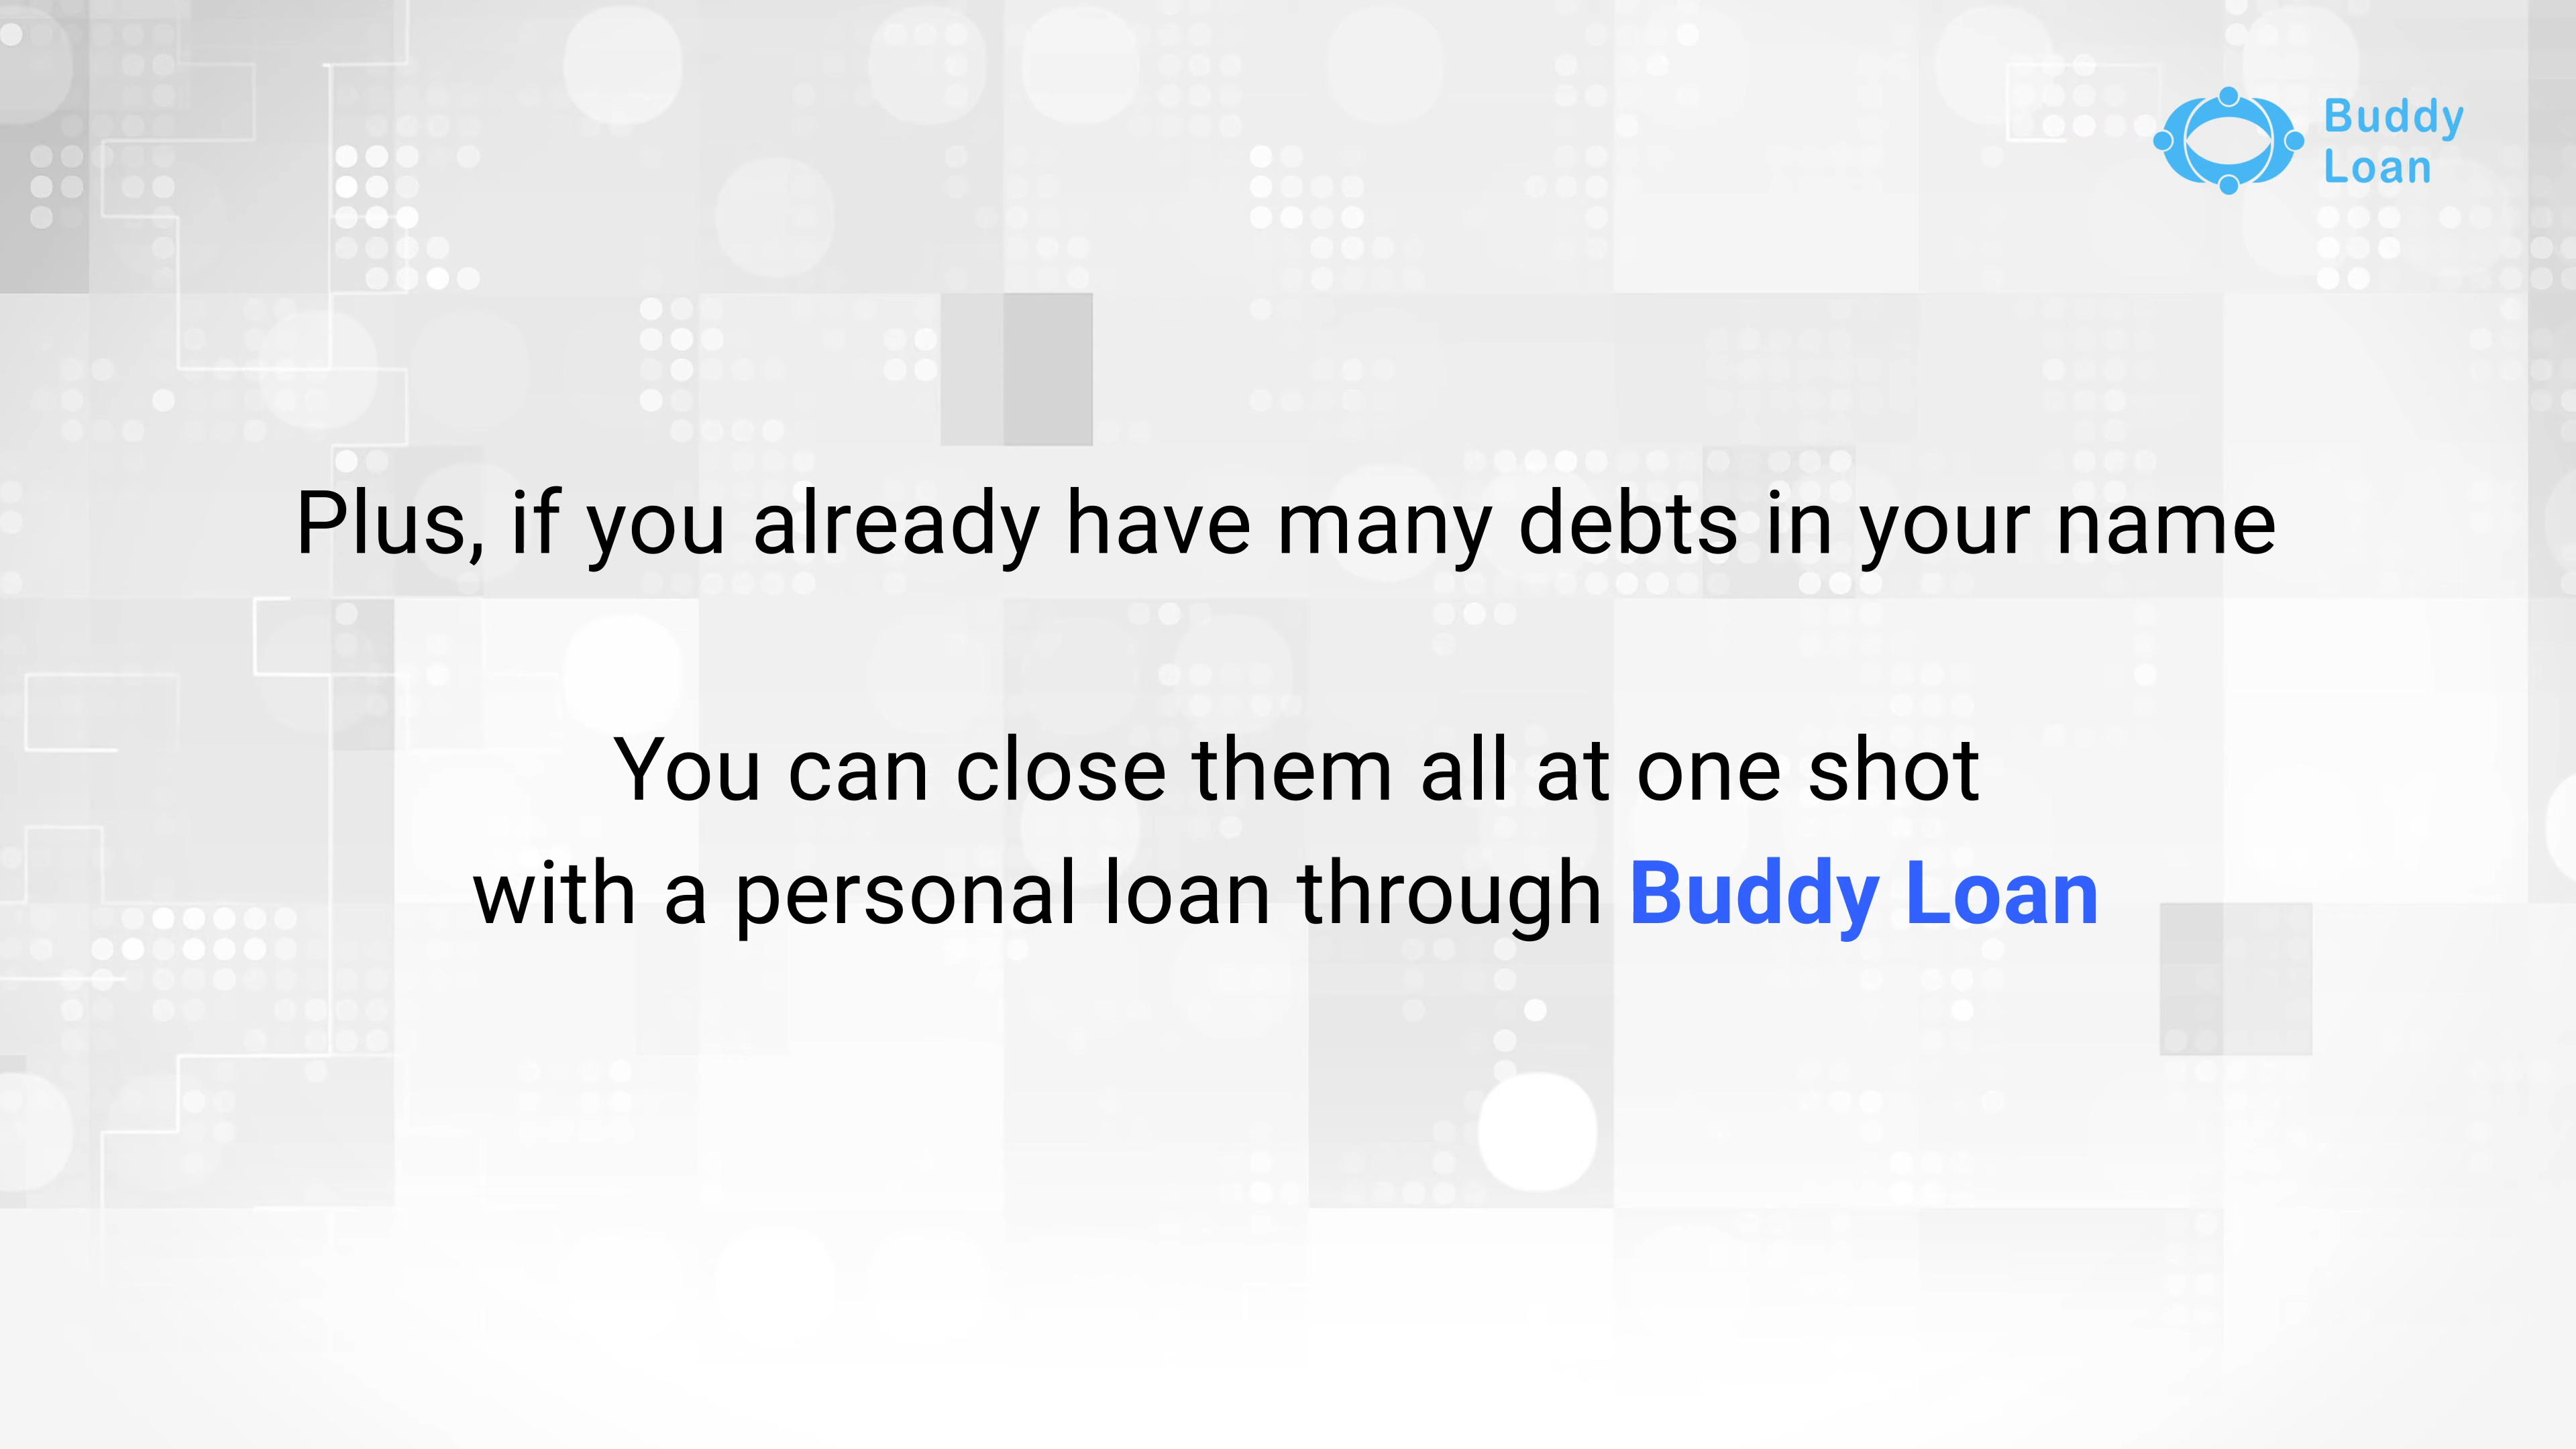 Buddy
Loan
Plus, if you already have many debts in your name
You can close them all at one shot
with a personal loan through Buddy Loan